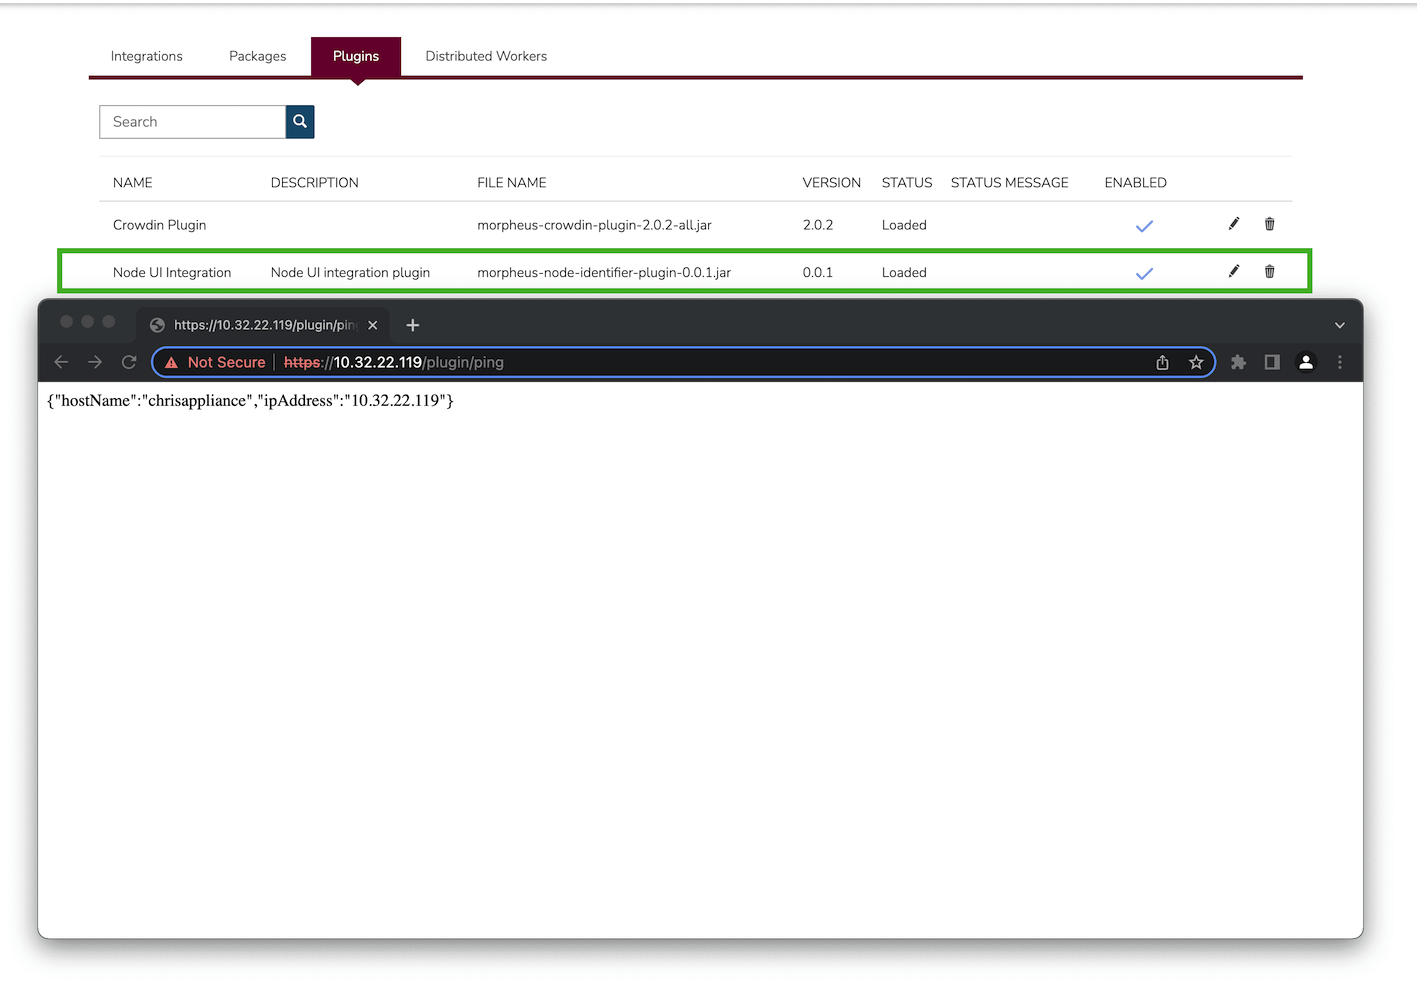 Integrations Packages Plugins Distributed Workers
Search
NAME DESCRIPTION FILE NAME VERSION STATUS STATUS MESSAGE ENABLED
Crowdin Plugin morpheus-crowdin-plugin-2.0.2-all.jar 2.0.2 Loaded
Node UI Integration Node UI integration plugin morpheus-node-identifier-plugin-0.0.1.jar 0.0.1 Loaded
https://10.32.22.119/plugin/pin
Not Secure https://10.32.22.119/plugin/ping
{"hostName":"chrisappliance","ipAddress":"10.32.22.119"}